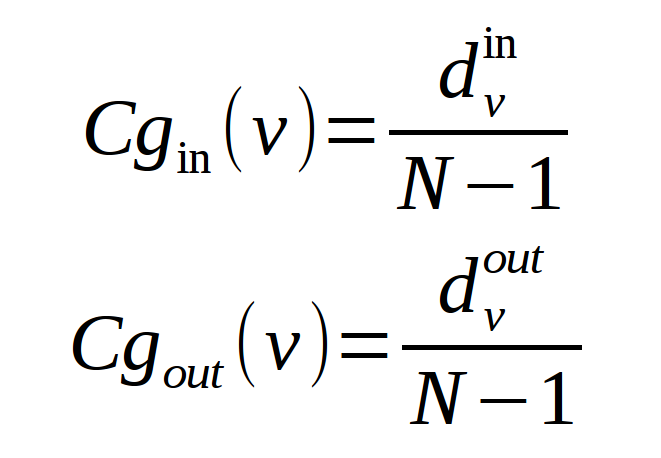 Cg_in(v) = d_v^in / (N − 1)
Cg_out(v) = d_v^out / (N − 1)